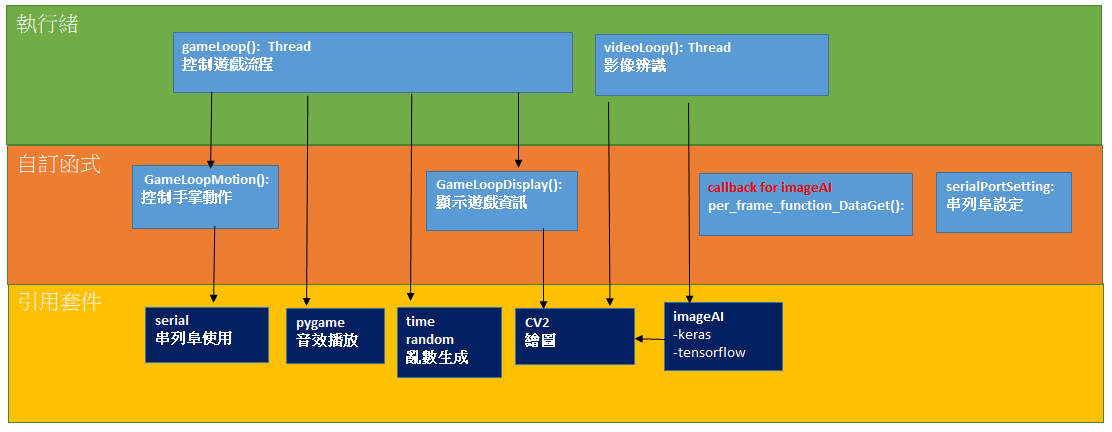 執行緒
gameLoop(): Thread
控制遊戲流程
videoLoop(): Thread
影像辨識
自訂函式
GameLoopMotion():
控制手掌動作
GameLoopDisplay():
顯示遊戲資訊
callback for imageAI
per_frame_function_DataGet():
serialPortSetting:
串列阜設定
引用套件
serial
串列阜使用
pygame
音效播放
time
random
亂數生成
CV2
繪圖
imageAI
-keras
-tensorflow